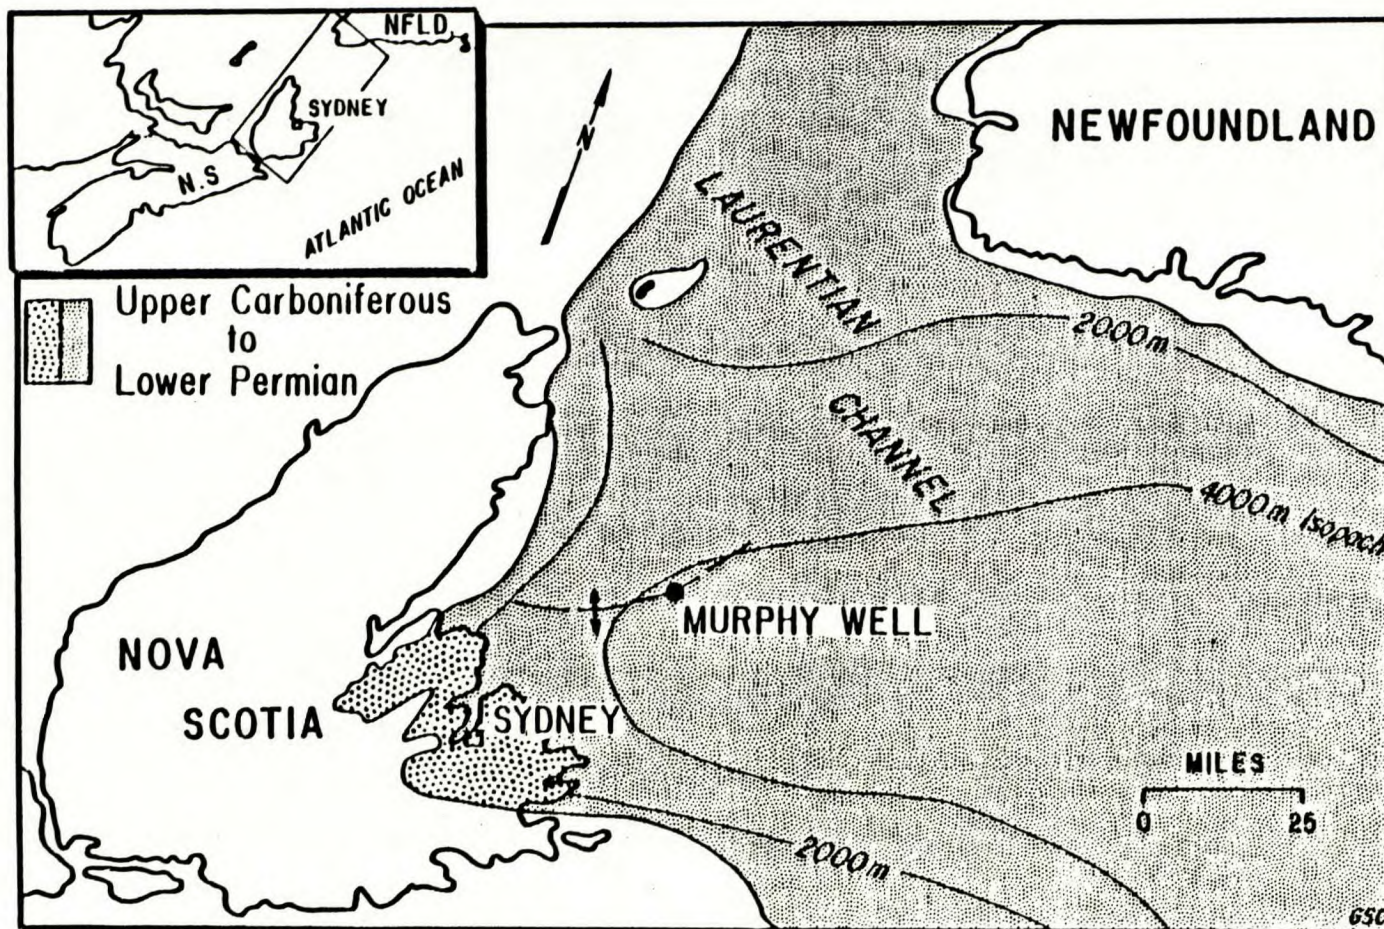 NFLD.
SYDNEY
N.S
ATLANTIC OCEAN
N
Upper Carboniferous
to
Lower Permian
NEWFOUNDLAND
LAURENTIAN
CHANNEL
2000m
4000m Isopach
MURPHY WELL
NOVA
SCOTIA
SYDNEY
MILES
0 25
2000m
GSC